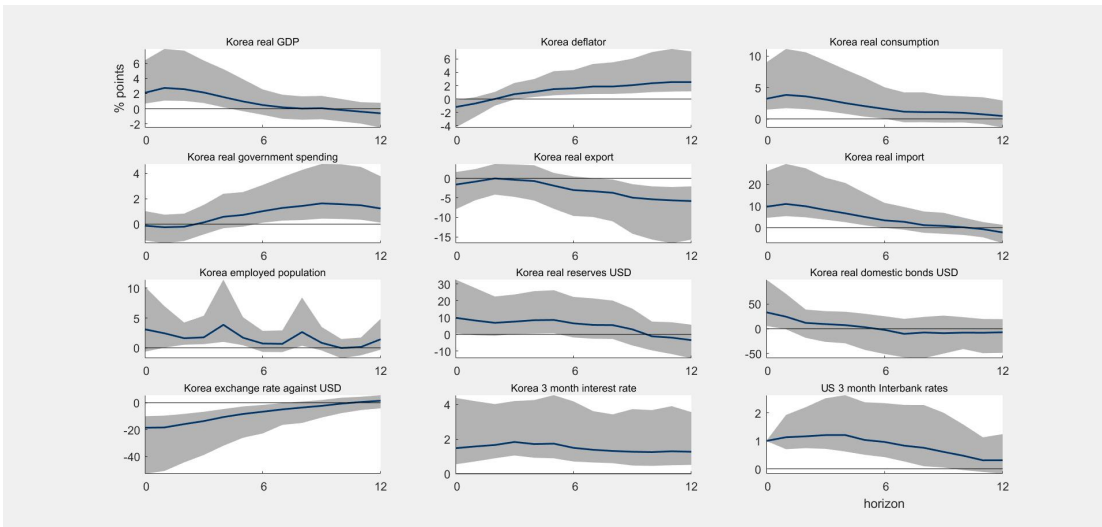 Korea real GDP
% points
6
4
2
0
-2
0 6 12
Korea deflator
6
4
2
0
-2
-4
0 6 12
Korea real consumption
10
5
0
0 6 12
Korea real government spending
4
2
0
0 6 12
Korea real export
0
-5
-10
-15
0 6 12
Korea real import
20
10
0
0 6 12
Korea employed population
10
5
0
0 6 12
Korea real reserves USD
30
20
10
0
-10
0 6 12
Korea real domestic bonds USD
50
0
-50
0 6 12
Korea exchange rate against USD
0
-20
-40
0 6 12
Korea 3 month interest rate
4
2
0
0 6 12
US 3 month Interbank rates
2
1
0
0 6 12
horizon